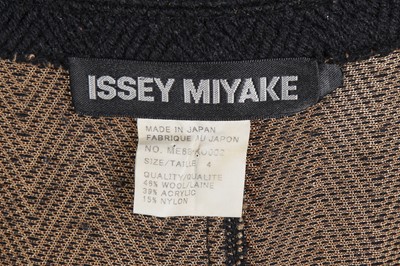 ISSEY MIYAKE
MADE IN JAPAN
FABRIQUE AU JAPON
NO.
SIZE/TAILLE 4
QUALITY/QUALITE
46% WOOL/LAINE
39% ACRYLIC
15% NYLON